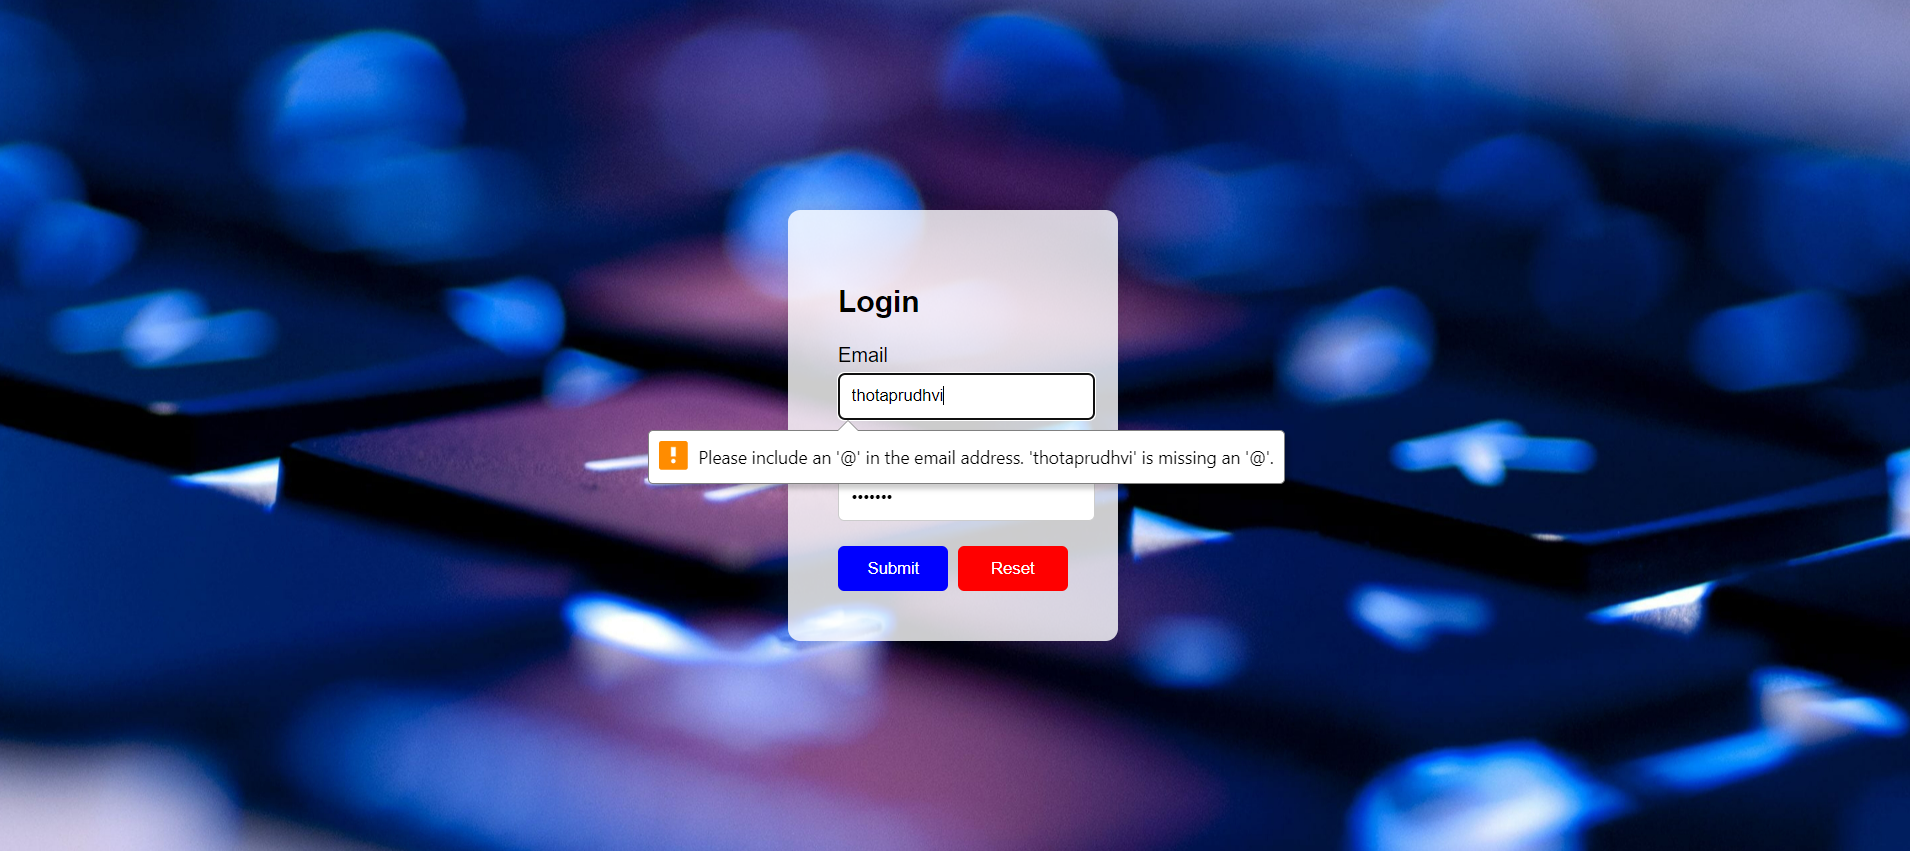 Login
Email
thotaprudhvi
Please include an '@' in the email address. 'thotaprudhvi' is missing an '@'.
•••••••
Submit Reset